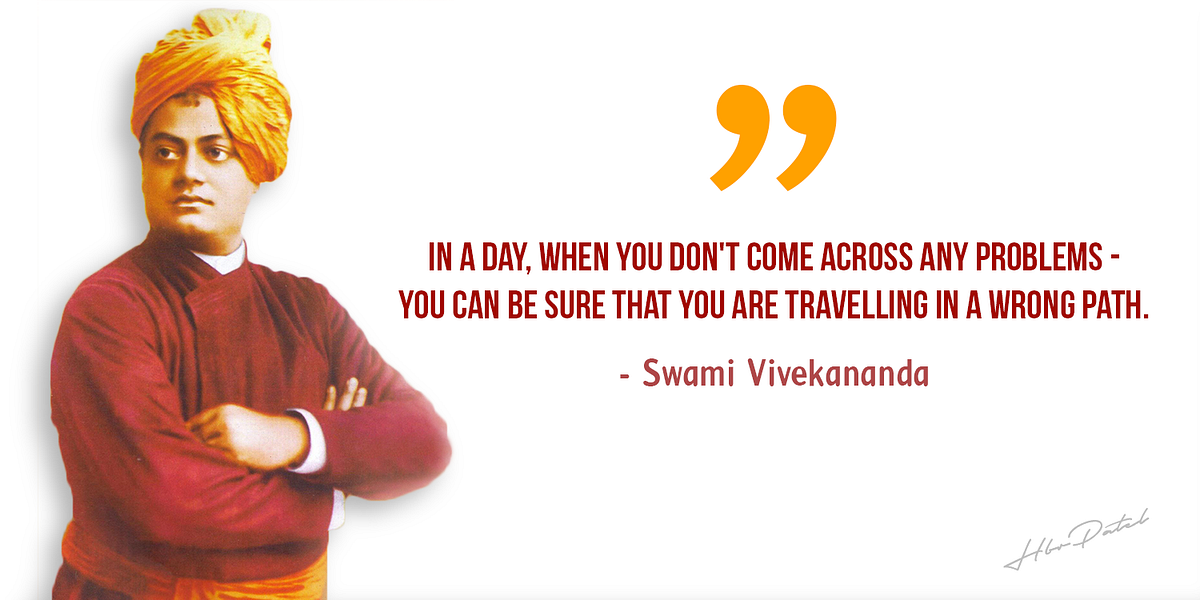 ”
IN A DAY, WHEN YOU DON'T COME ACROSS ANY PROBLEMS -
YOU CAN BE SURE THAT YOU ARE TRAVELLING IN A WRONG PATH.
- Swami Vivekananda
Patel